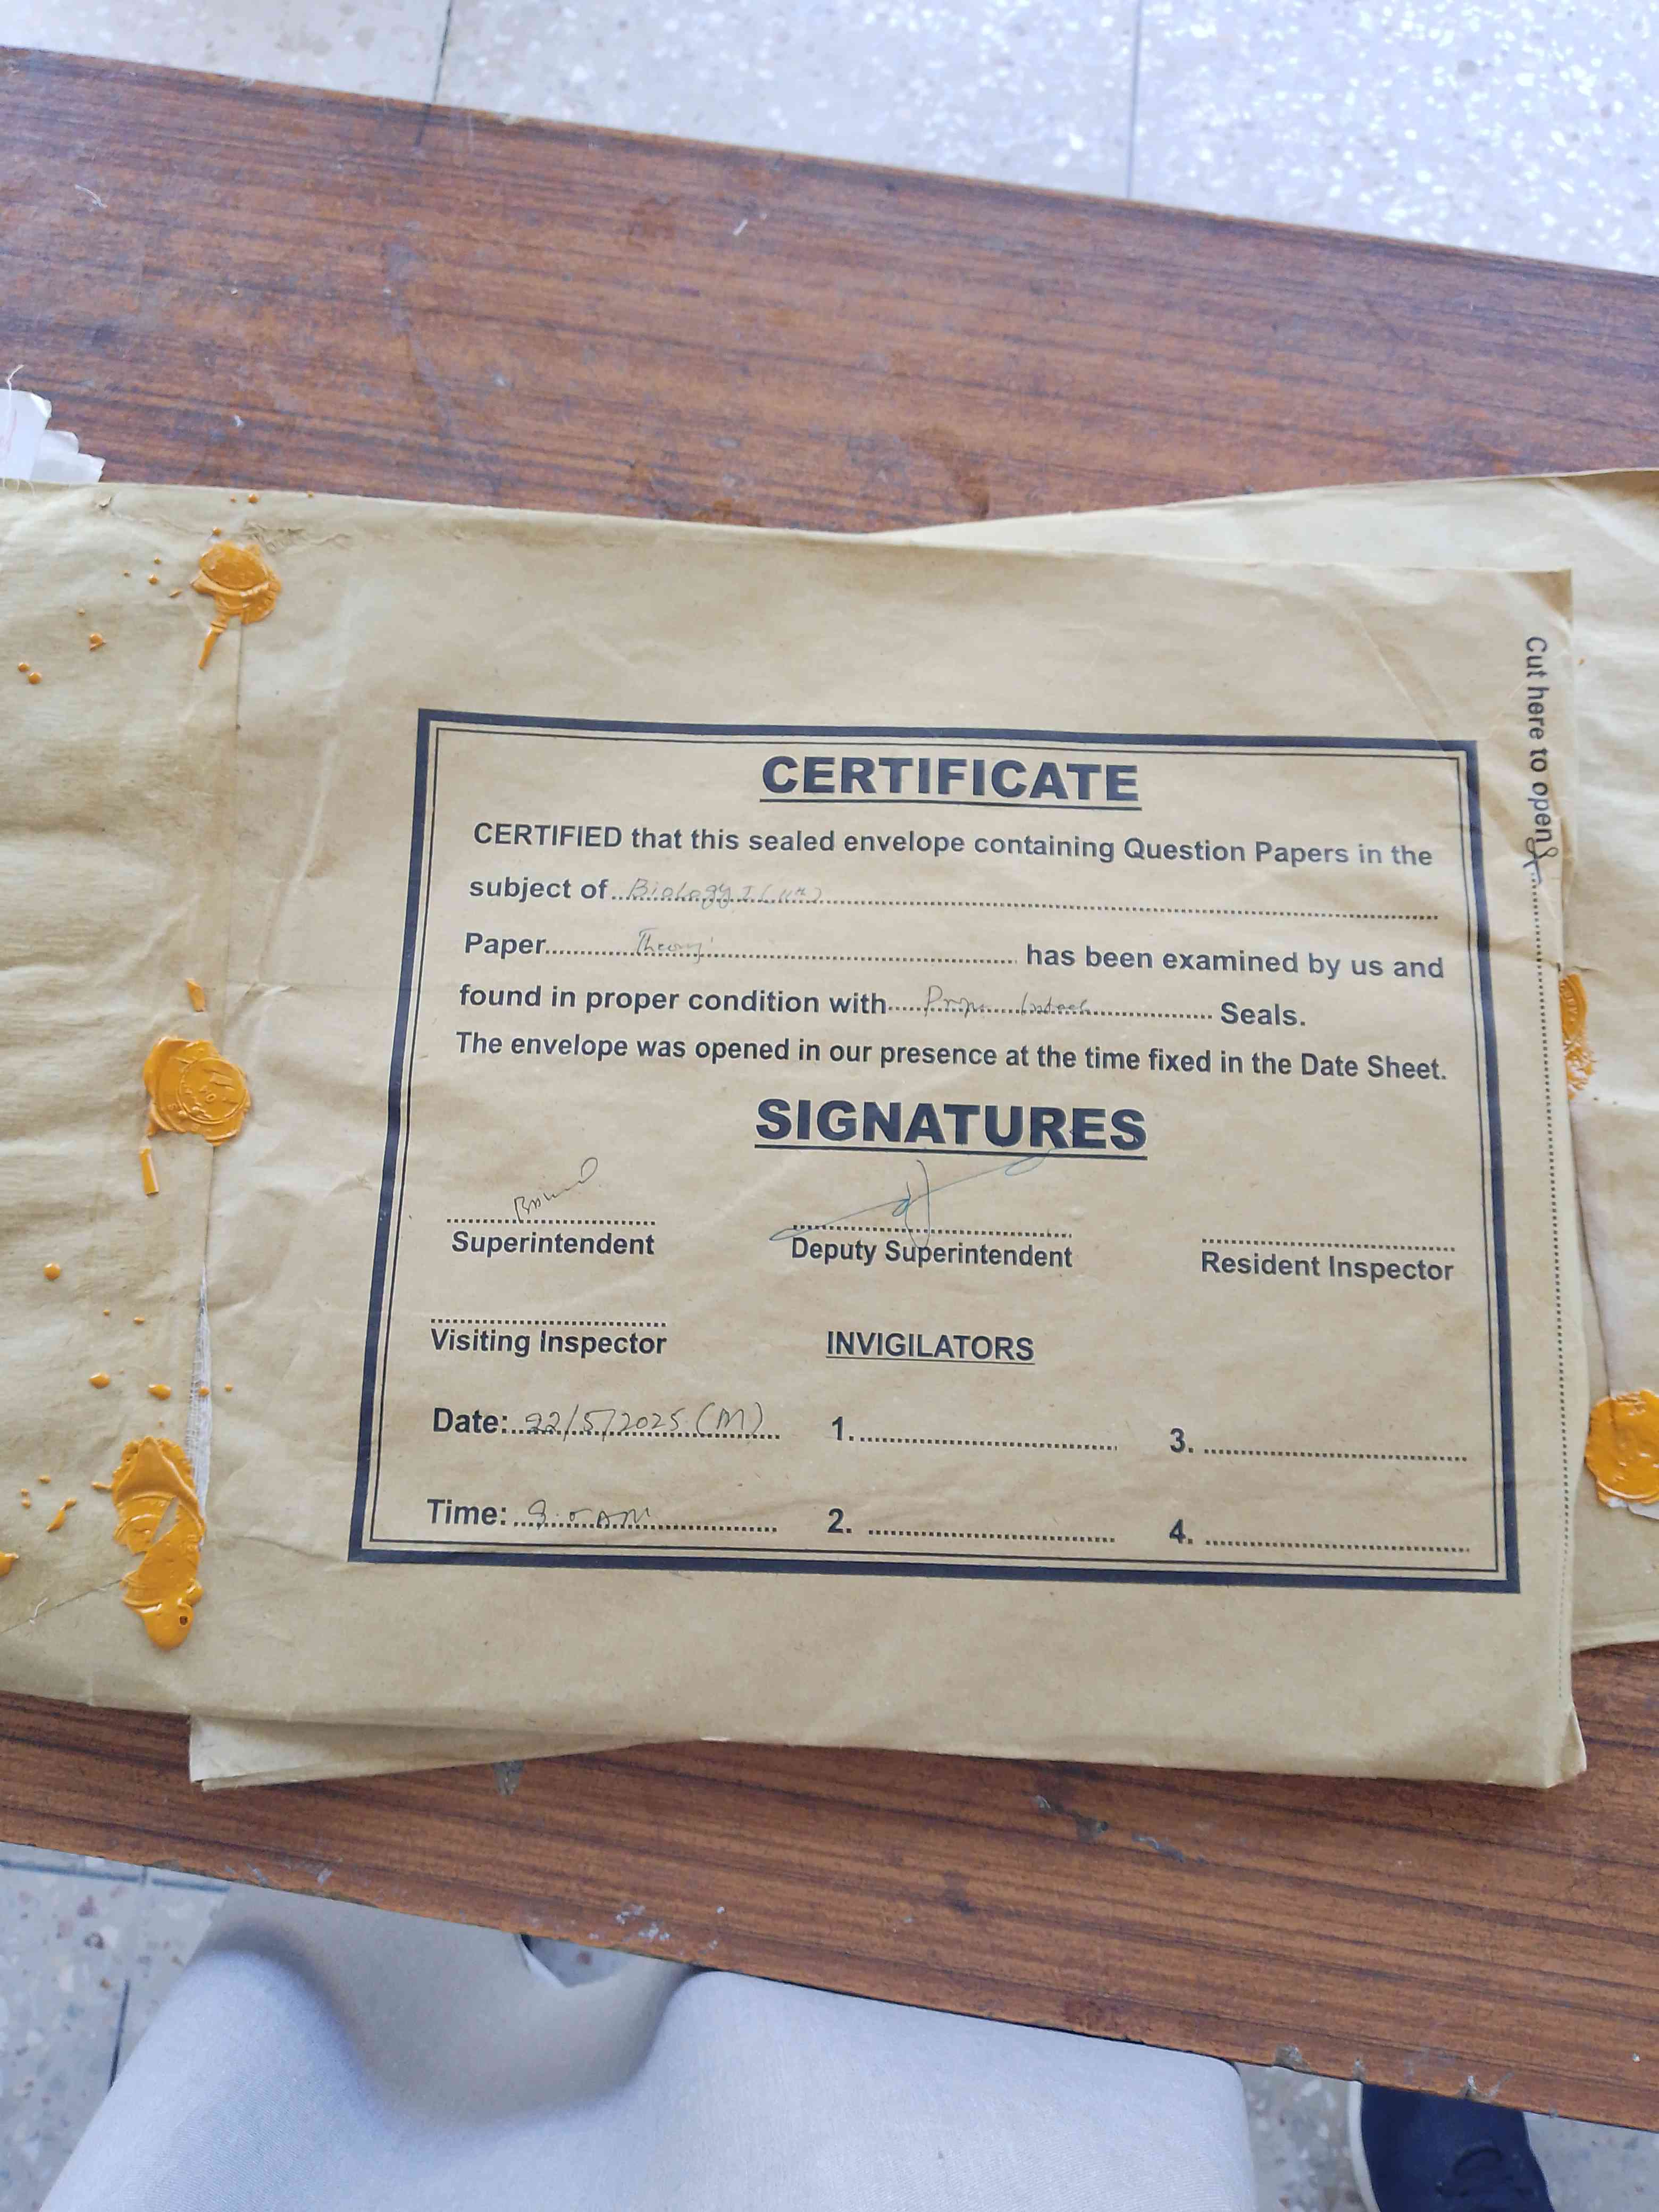 CERTIFICATE
CERTIFIED that this sealed envelope containing Question Papers in the
subject of Biology I
Paper Theory has been examined by us and
found in proper condition with Seals.
The envelope was opened in our presence at the time fixed in the Date Sheet.
SIGNATURES
Superintendent Deputy Superintendent Resident Inspector
Visiting Inspector INVIGILATORS
Date: 22/5/2025 (M) 1. 3.
Time: 2. 4.
Cut here to open